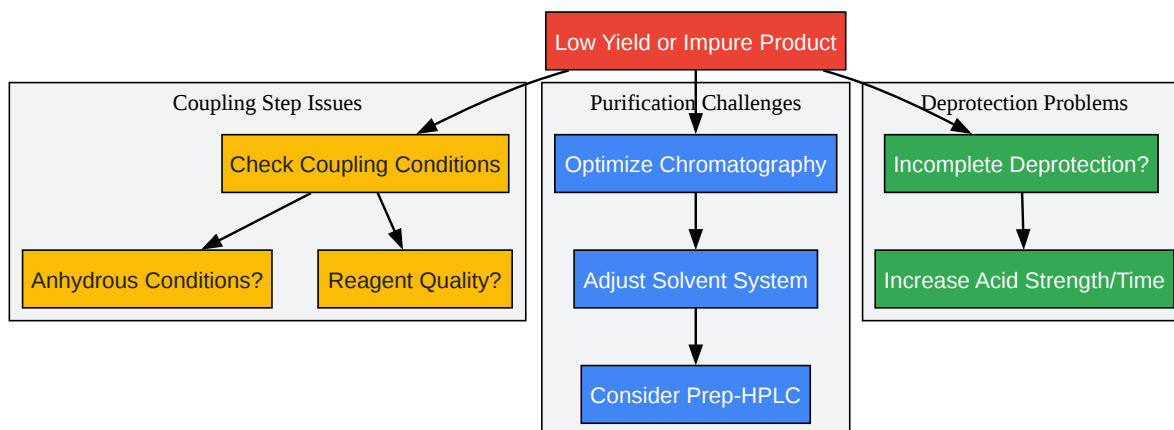 Low Yield or Impure Product
Coupling Step Issues
Purification Challenges
Deprotection Problems
Check Coupling Conditions
Optimize Chromatography
Incomplete Deprotection?
Anhydrous Conditions?
Reagent Quality?
Adjust Solvent System
Increase Acid Strength/Time
Consider Prep-HPLC